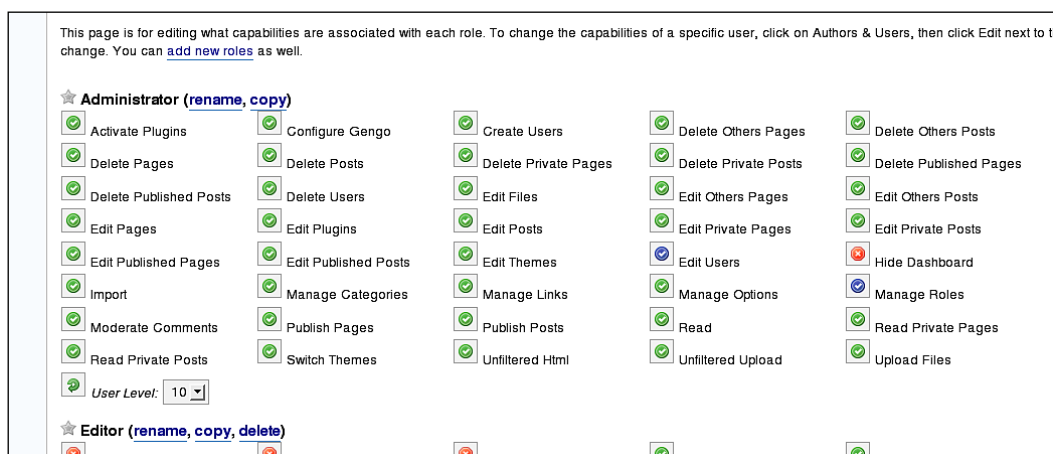 This page is for editing what capabilities are associated with each role. To change the capabilities of a specific user, click on Authors & Users, then click Edit next to
change. You can add new roles as well.
Administrator (rename, copy)
Activate Plugins Configure Gengo Create Users Delete Others Pages Delete Others Posts
Delete Pages Delete Posts Delete Private Pages Delete Private Posts Delete Published Pages
Delete Published Posts Delete Users Edit Files Edit Others Pages Edit Others Posts
Edit Pages Edit Plugins Edit Posts Edit Private Pages Edit Private Posts
Edit Published Pages Edit Published Posts Edit Themes Edit Users Hide Dashboard
Import Manage Categories Manage Links Manage Options Manage Roles
Moderate Comments Publish Pages Publish Posts Read Read Private Pages
Read Private Posts Switch Themes Unfiltered Html Unfiltered Upload Upload Files
User Level: 10
Editor (rename, copy, delete)